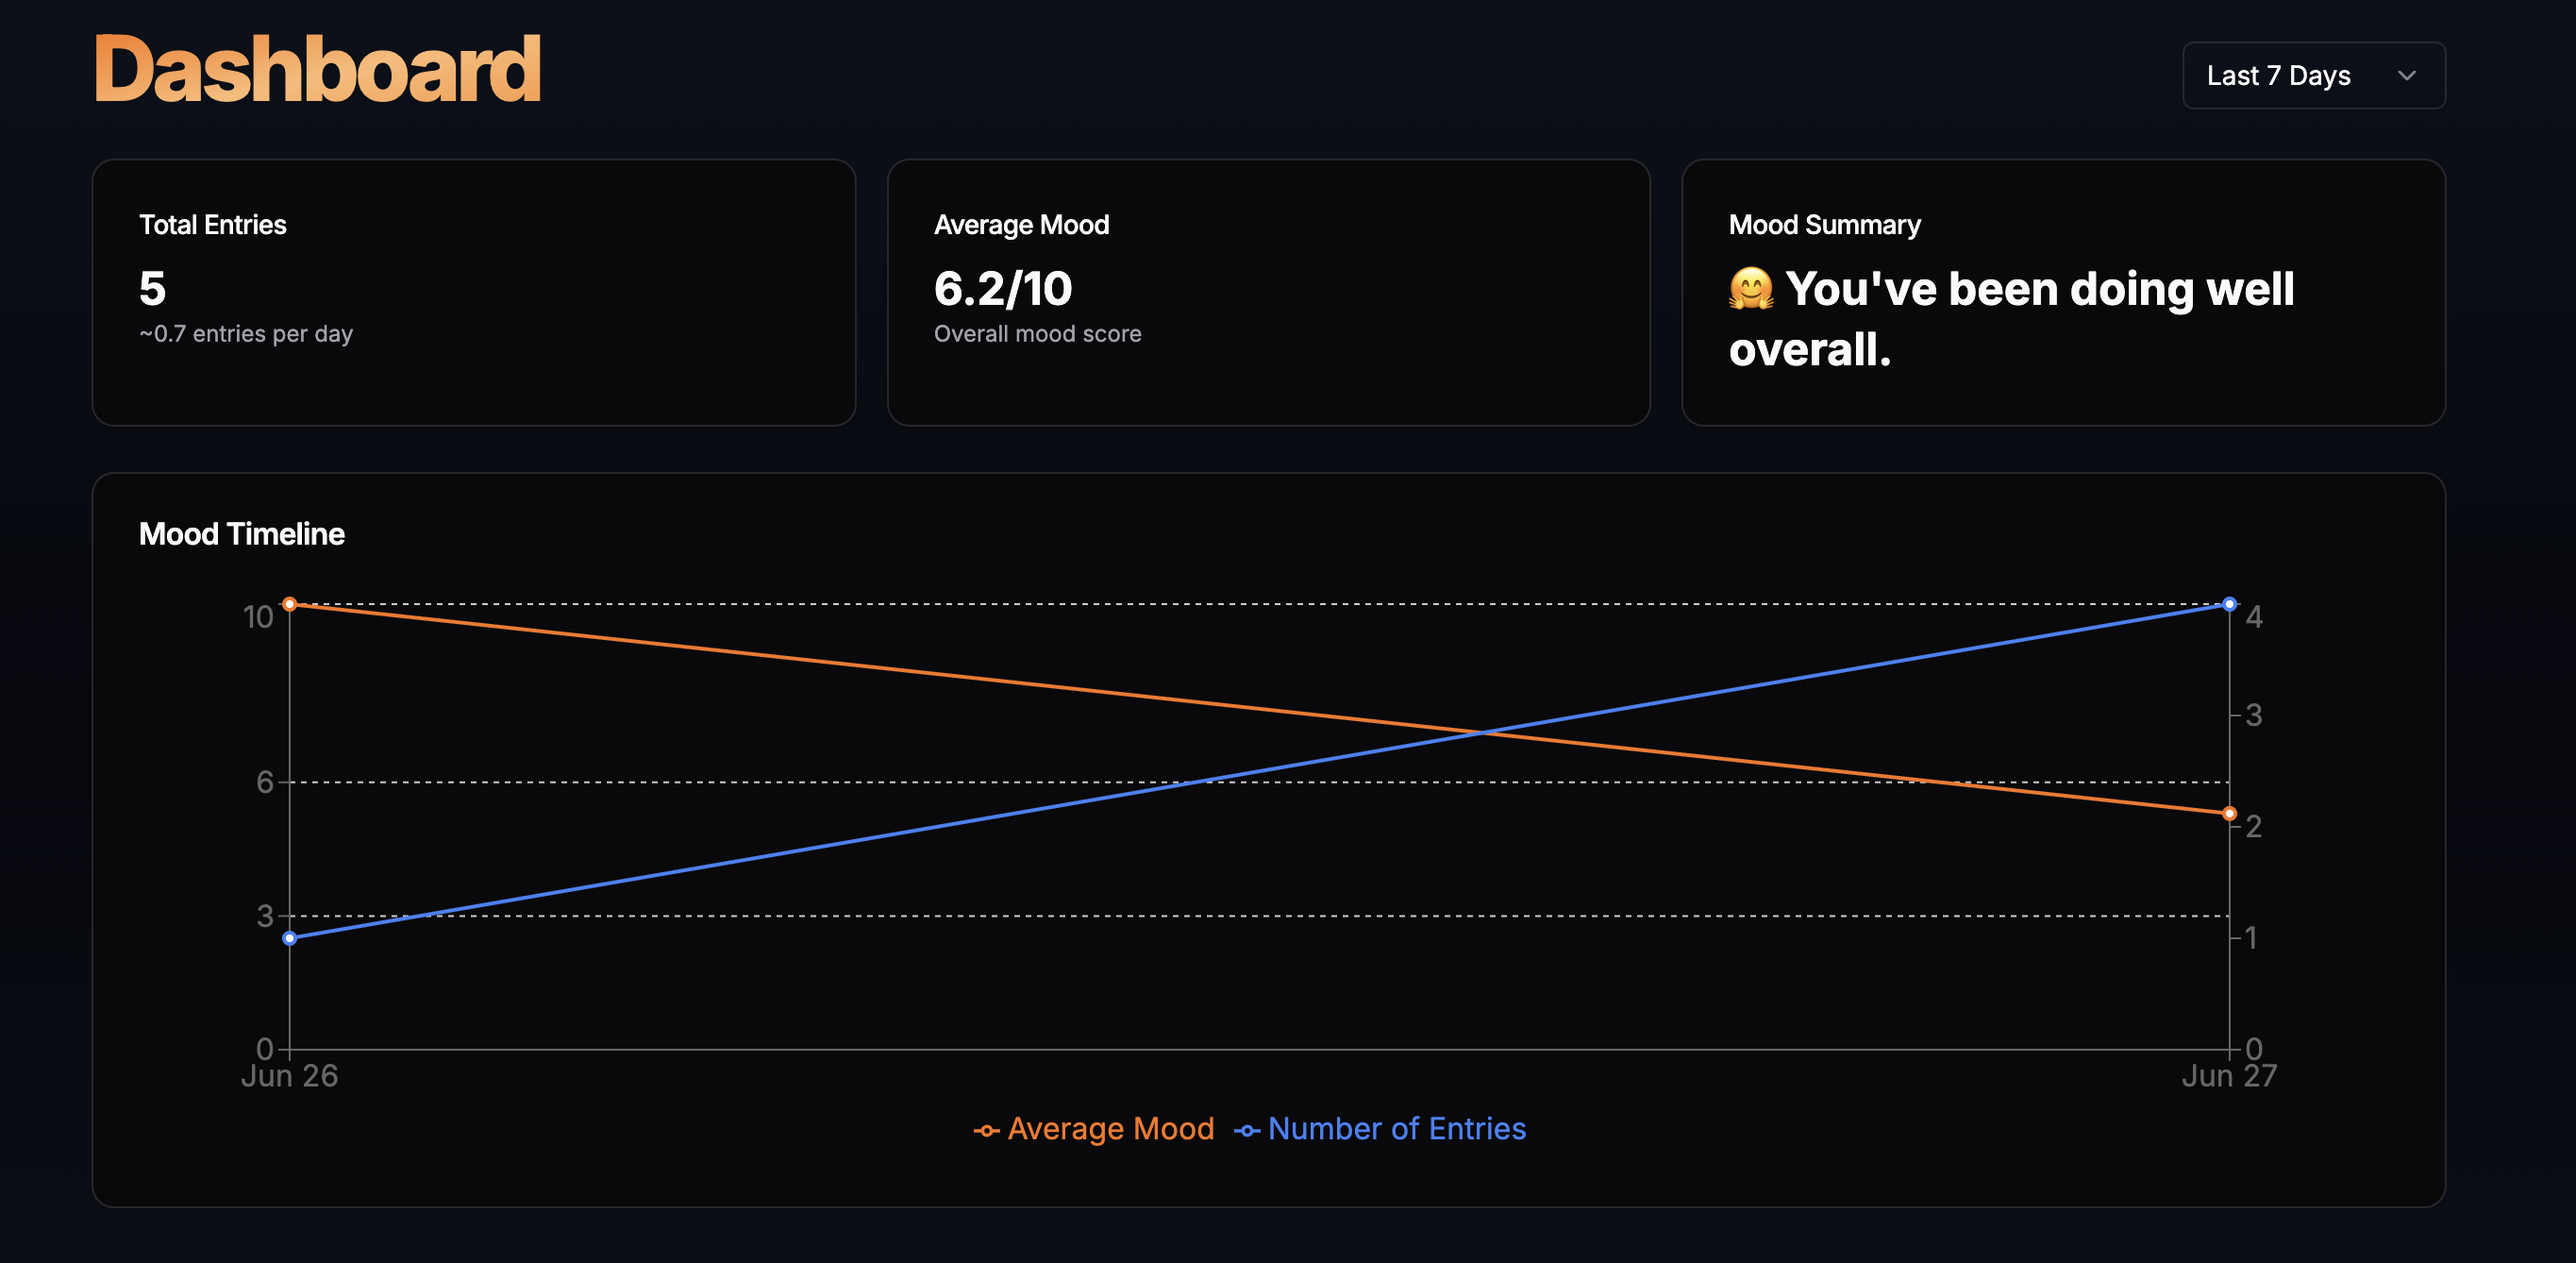 Dashboard
Last 7 Days
Total Entries
5
~0.7 entries per day
Average Mood
6.2/10
Overall mood score
Mood Summary
🤗 You've been doing well
overall.
Mood Timeline
10
6
3
0
4
3
2
1
0
Jun 26
Jun 27
Average Mood
Number of Entries